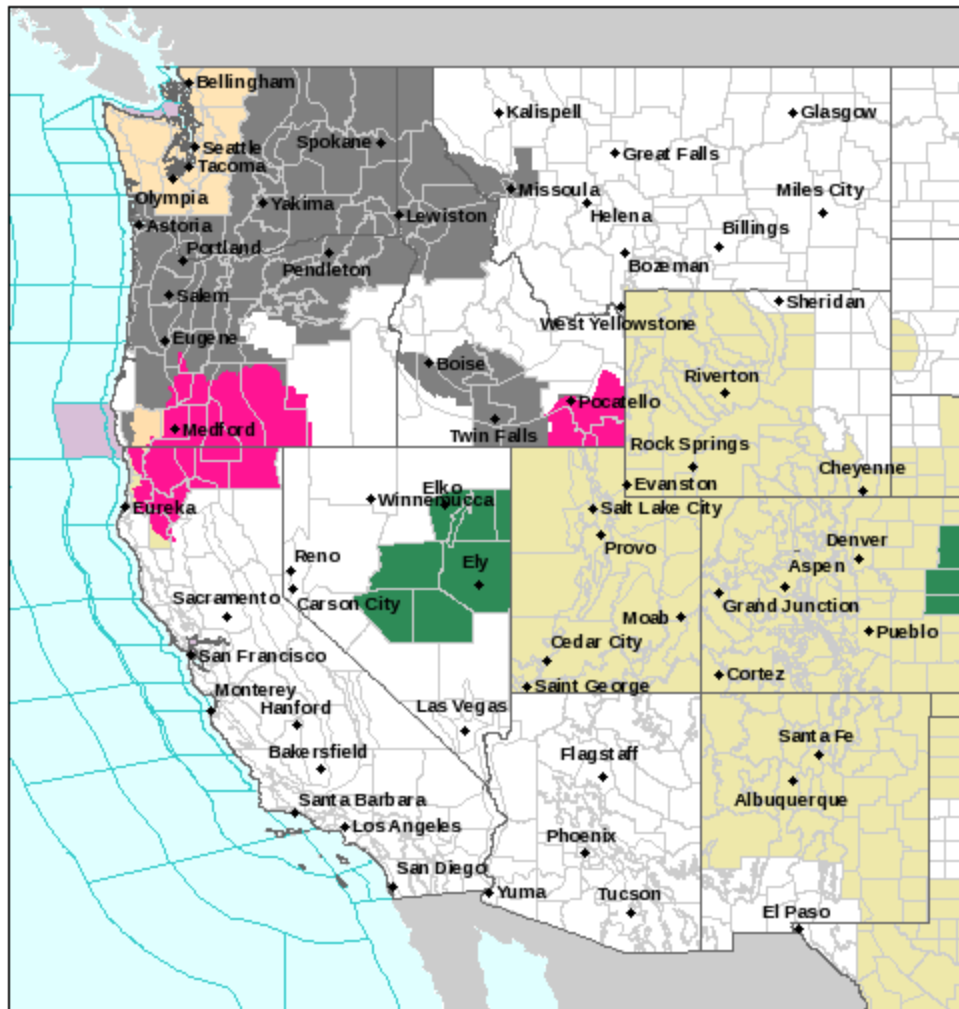 Bellingham
Kalispell
Glasgow
Seattle
Spokane
Great Falls
Tacoma
Missoula
Miles City
Olympia
Yakima
Lewiston
Helena
Astoria
Billings
Portland
Pendleton
Bozeman
Salem
Sheridan
West Yellowstone
Eugene
Boise
Riverton
Pocatello
Medford
Twin Falls
Rock Springs
Cheyenne
Evanston
Elko
Winnemucca
Eureka
Salt Lake City
Provo
Denver
Reno
Ely
Aspen
Sacramento
Carson City
Grand Junction
Moab
Pueblo
Cedar City
San Francisco
Cortez
Saint George
Monterey
Hanford
Las Vegas
Santa Fe
Bakersfield
Flagstaff
Albuquerque
Santa Barbara
Los Angeles
Phoenix
San Diego
Yuma
Tucson
El Paso